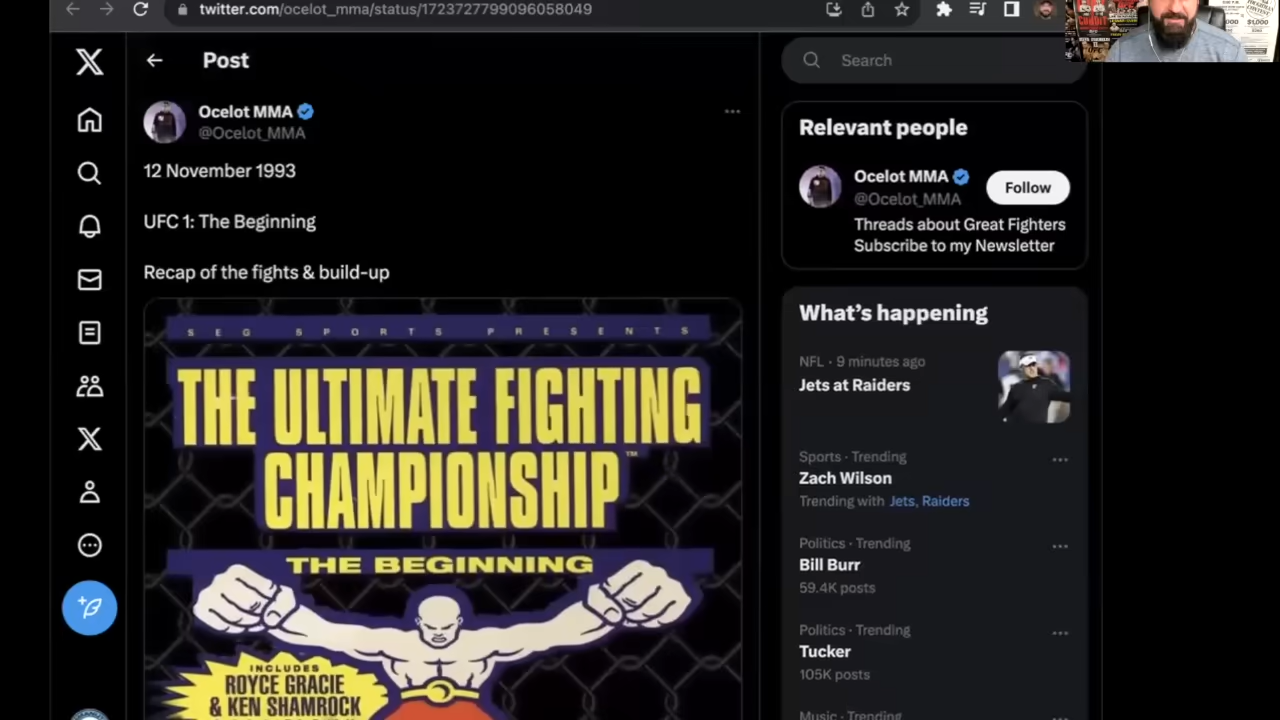 twitter.com/ocelot_mma/status/1723727799096058049
Post
Search
Ocelot MMA
@Ocelot_MMA
12 November 1993
UFC 1: The Beginning
Recap of the fights & build-up
SEG SPORTS PRESENTS
THE ULTIMATE FIGHTING
CHAMPIONSHIP™
THE BEGINNING
INCLUDES
ROYCE GRACIE
& KEN SHAMROCK
Relevant people
Ocelot MMA
@Ocelot_MMA
Follow
Threads about Great Fighters
Subscribe to my Newsletter
What's happening
NFL · 9 minutes ago
Jets at Raiders
Sports · Trending
Zach Wilson
Trending with Jets, Raiders
Politics · Trending
Bill Burr
59.4K posts
Politics · Trending
Tucker
105K posts
Music · Trending